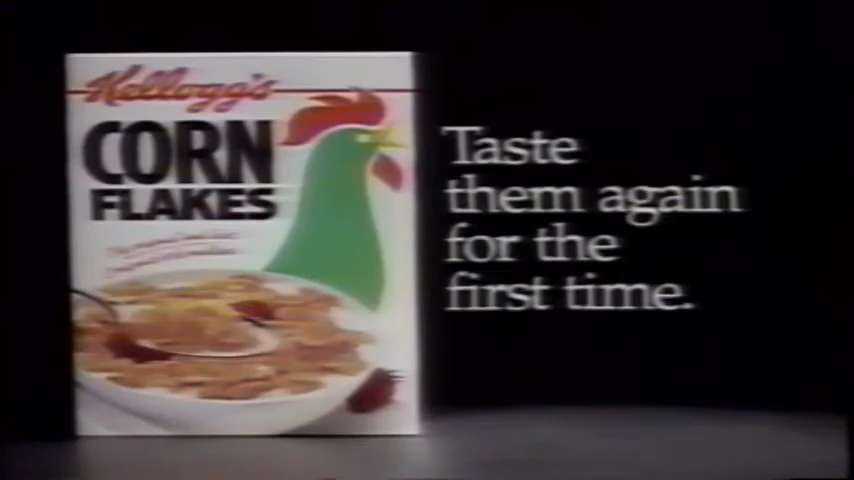 Kellogg's
CORN
FLAKES
Taste
them again
for the
first time.